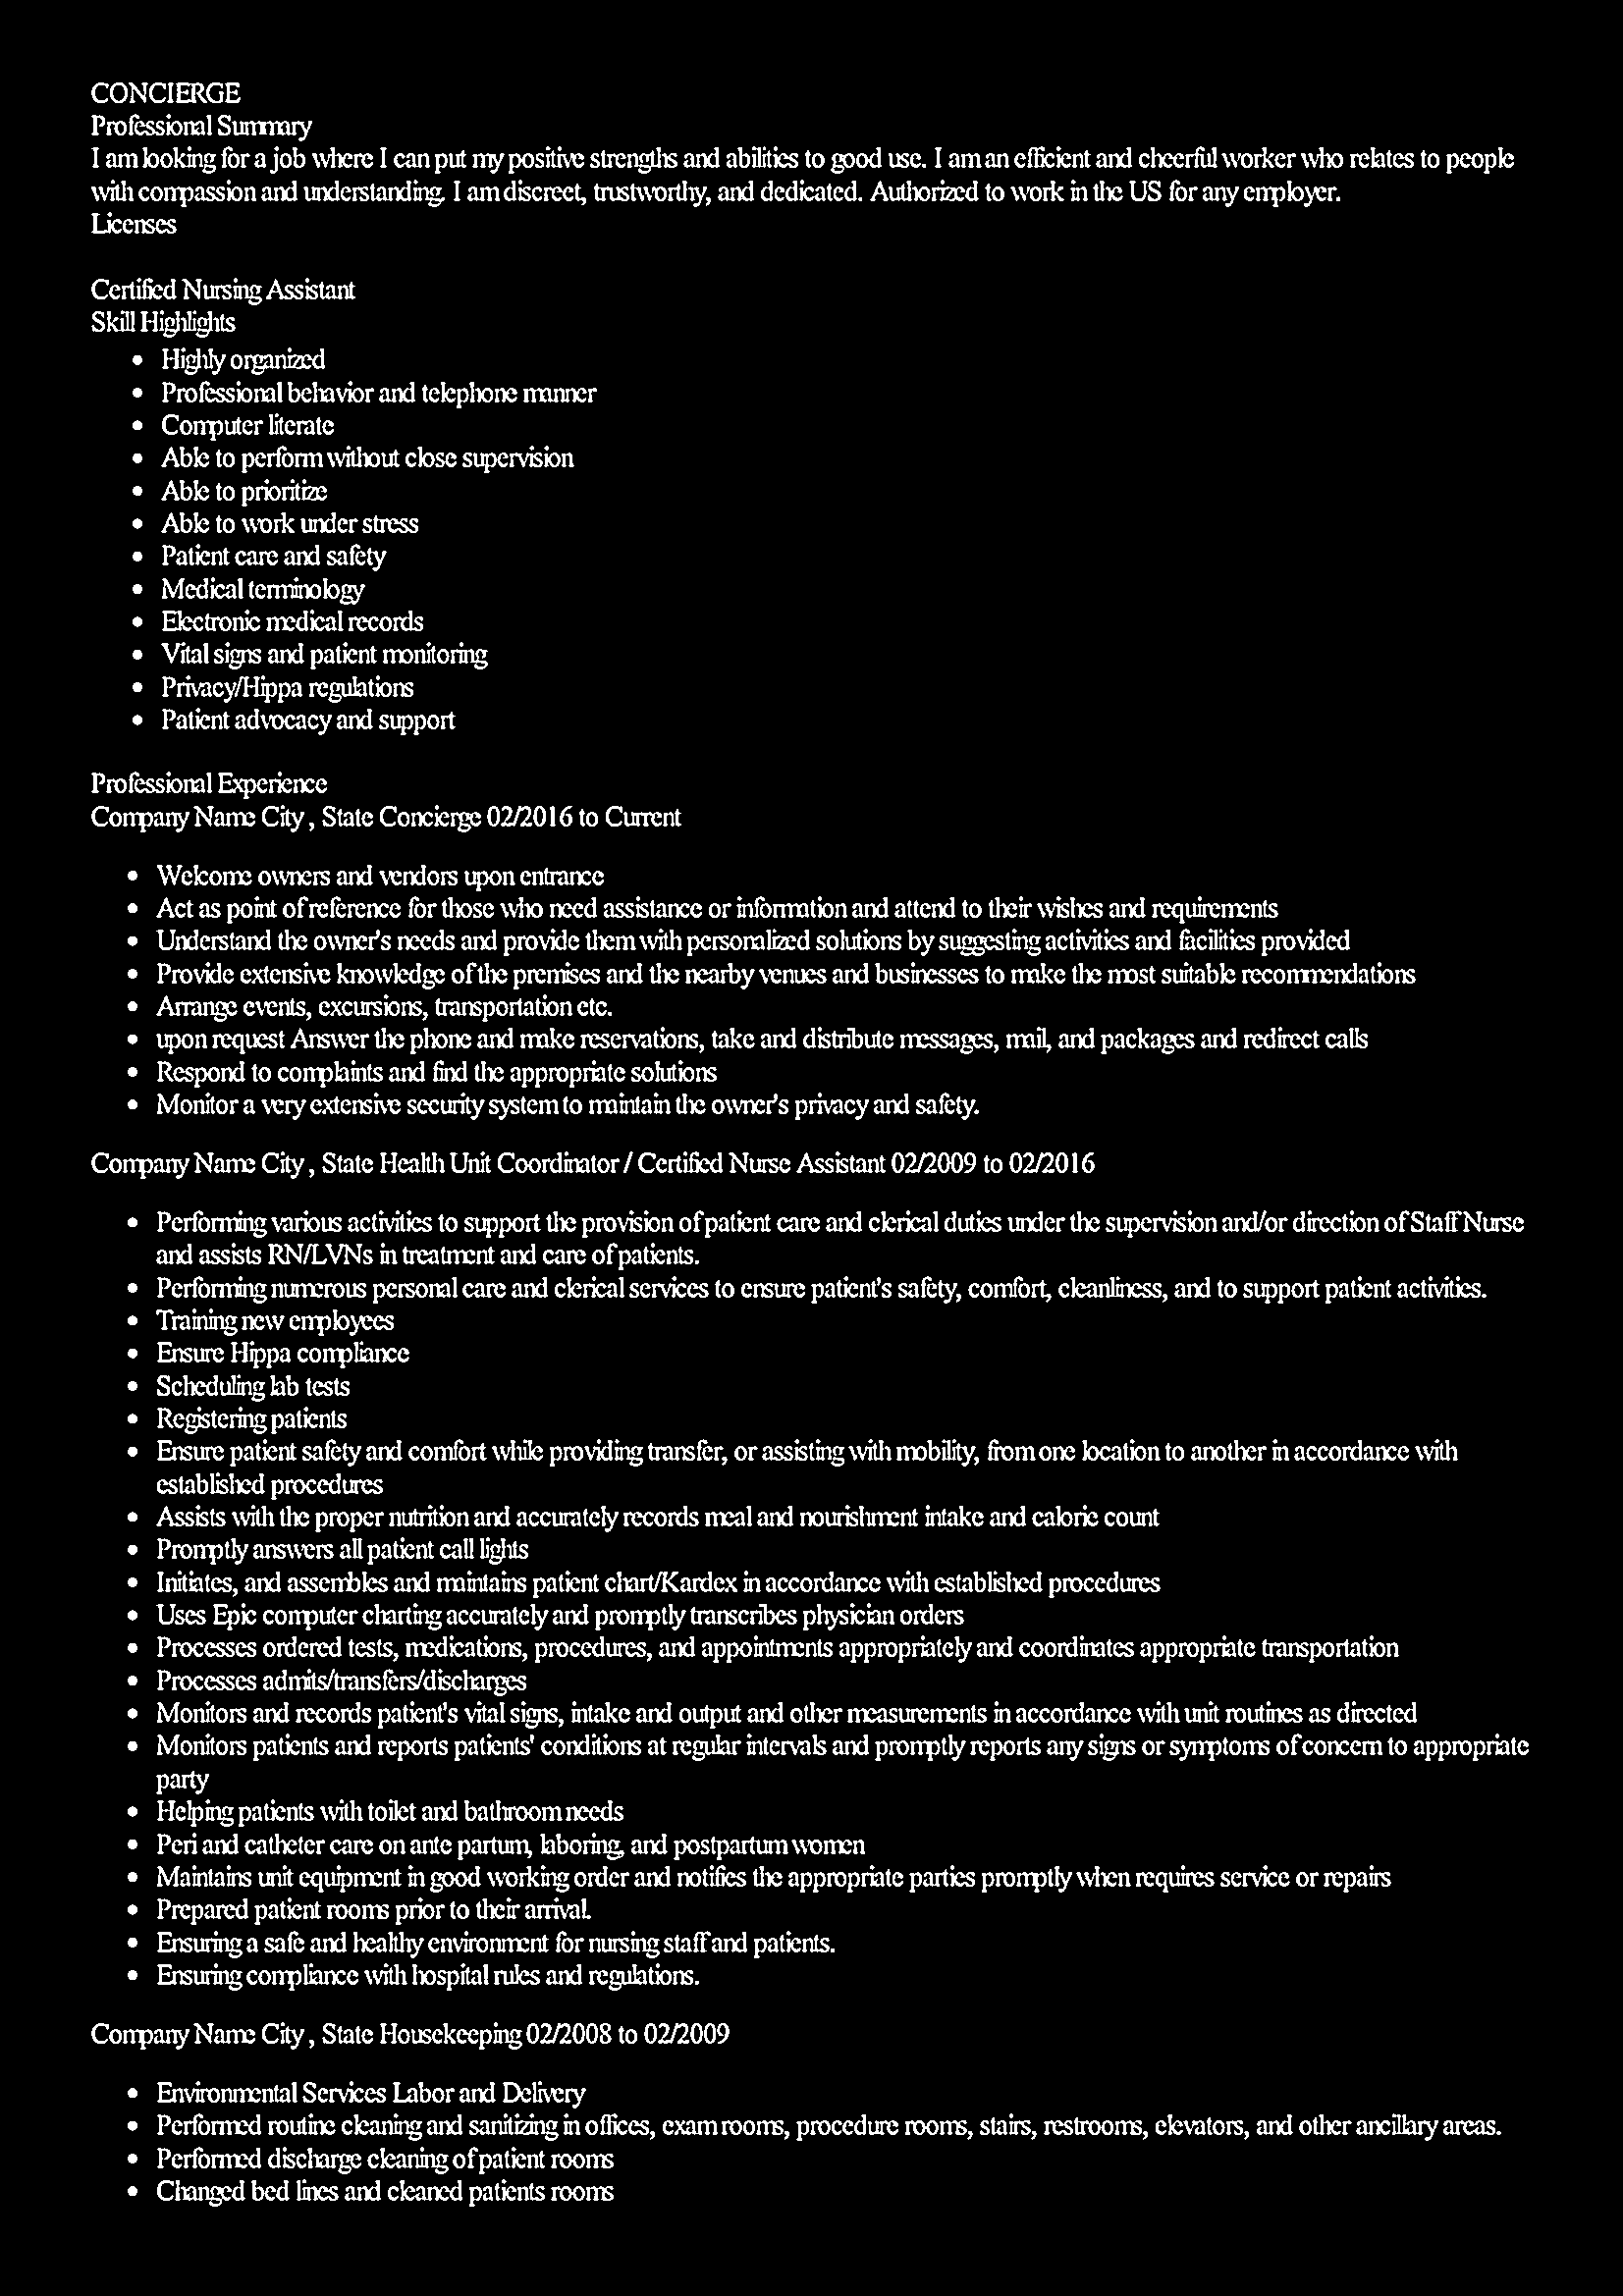 CONCIERGE
Professional Summary
I am looking for a job where I can put my positive strengths and abilities to good use. I am an efficient and cheerful worker who relates to people
with compassion and understanding. I am discreet, trustworthy, and dedicated. Authorized to work in the US for any employer.
Licenses
Certified Nursing Assistant
Skill Highlights
• Highly organized
• Professional behavior and telephone manner
• Computer literate
• Able to perform without close supervision
• Able to prioritize
• Able to work under stress
• Patient care and safety
• Medical terminology
• Electronic medical records
• Vital signs and patient monitoring
• Privacy/Hippa regulations
• Patient advocacy and support
Professional Experience
Company Name City , State Concierge 02/2016 to Current
• Welcome owners and vendors upon entrance
• Act as point of reference for those who need assistance or information and attend to their wishes and requirements
• Understand the owner's needs and provide them with personalized solutions by suggesting activities and facilities provided
• Provide extensive knowledge of the premises and the nearby venues and businesses to make the most suitable recommendations
• Arrange events, excursions, transportation etc.
• upon request Answer the phone and make reservations, take and distribute messages, mail, and packages and redirect calls
• Respond to complaints and find the appropriate solutions
• Monitor a very extensive security system to maintain the owner's privacy and safety.
Company Name City , State Health Unit Coordinator / Certified Nurse Assistant 02/2009 to 02/2016
• Performing various activities to support the provision of patient care and clerical duties under the supervision and/or direction of Staff Nurse
and assists RN/LVNs in treatment and care of patients.
• Performing numerous personal care and clerical services to ensure patient's safety, comfort, cleanliness, and to support patient activities.
• Training new employees
• Ensure Hippa compliance
• Scheduling lab tests
• Registering patients
• Ensure patient safety and comfort while providing transfer, or assisting with mobility, from one location to another in accordance with
established procedures
• Assists with the proper nutrition and accurately records meal and nourishment intake and caloric count
• Promptly answers all patient call lights
• Initiates, and assembles and maintains patient chart/Kardex in accordance with established procedures
• Uses Epic computer charting accurately and promptly transcribes physician orders
• Processes ordered tests, medications, procedures, and appointments appropriately and coordinates appropriate transportation
• Processes admits/transfers/discharges
• Monitors and records patient's vital signs, intake and output and other measurements in accordance with unit routines as directed
• Monitors patients and reports patients' conditions at regular intervals and promptly reports any signs or symptoms of concern to appropriate
party
• Helping patients with toilet and bathroom needs
• Peri and catheter care on ante partum, laboring, and postpartum women
• Maintains unit equipment in good working order and notifies the appropriate parties promptly when requires service or repairs
• Prepared patient rooms prior to their arrival.
• Ensuring a safe and healthy environment for nursing staff and patients.
• Ensuring compliance with hospital rules and regulations.
Company Name City , State Housekeeping 02/2008 to 02/2009
• Environmental Services Labor and Delivery
• Performed routine cleaning and sanitizing in offices, exam rooms, procedure rooms, stairs, restrooms, elevators, and other ancillary areas.
• Performed discharge cleaning of patient rooms
• Changed bed lines and cleaned patients rooms